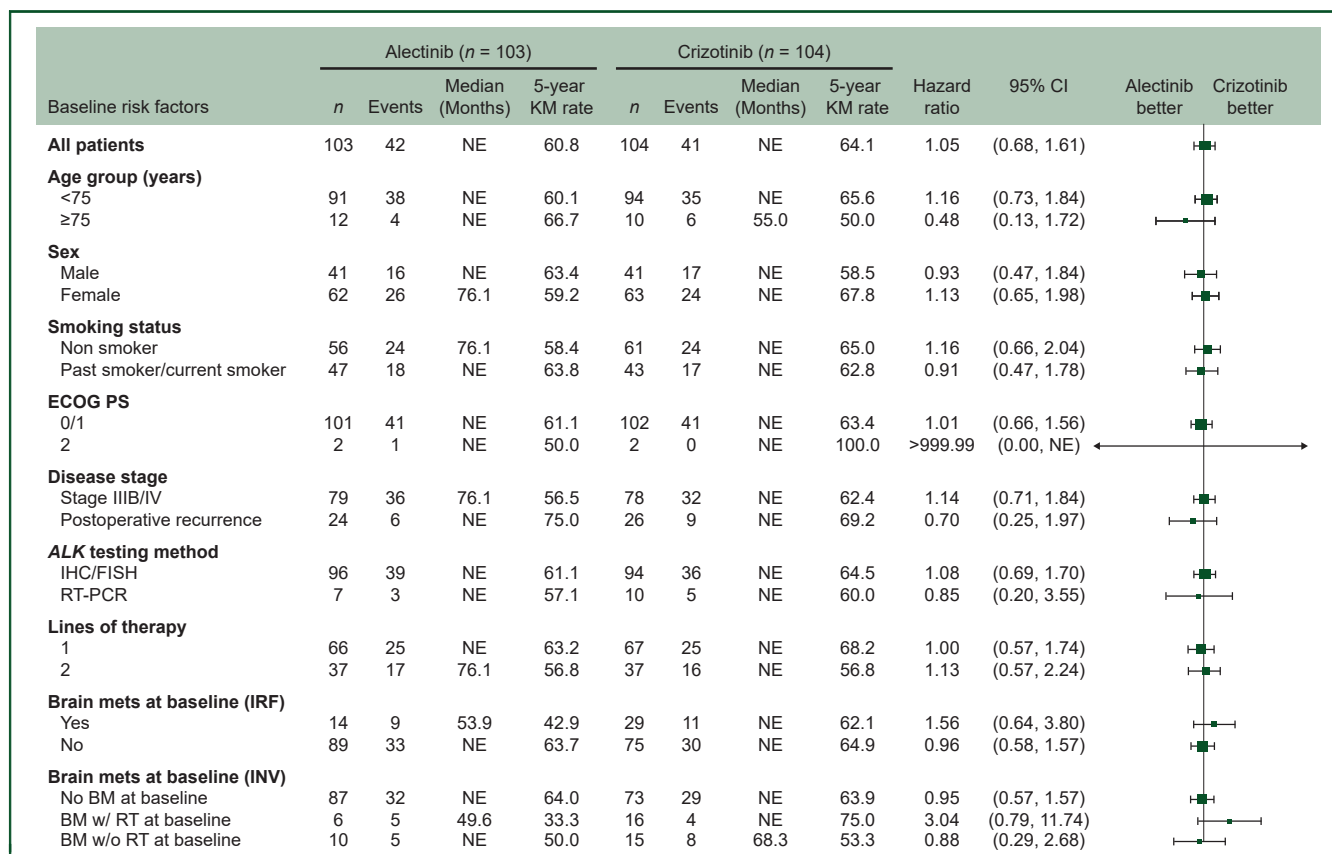 Alectinib (n = 103) Crizotinib (n = 104)
Median 5-year Median 5-year Hazard 95% CI Alectinib Crizotinib
Baseline risk factors n Events (Months) KM rate n Events (Months) KM rate ratio better better
All patients 103 42 NE 60.8 104 41 NE 64.1 1.05 (0.68, 1.61)
Age group (years)
<75 91 38 NE 60.1 94 35 NE 65.6 1.16 (0.73, 1.84)
≥75 12 4 NE 66.7 10 6 55.0 50.0 0.48 (0.13, 1.72)
Sex
Male 41 16 NE 63.4 41 17 NE 58.5 0.93 (0.47, 1.84)
Female 62 26 76.1 59.2 63 24 NE 67.8 1.13 (0.65, 1.98)
Smoking status
Non smoker 56 24 76.1 58.4 61 24 NE 65.0 1.16 (0.66, 2.04)
Past smoker/current smoker 47 18 NE 63.8 43 17 NE 62.8 0.91 (0.47, 1.78)
ECOG PS
0/1 101 41 NE 61.1 102 41 NE 63.4 1.01 (0.66, 1.56)
2 2 1 NE 50.0 2 0 NE 100.0 >999.99 (0.00, NE)
Disease stage
Stage IIIB/IV 79 36 76.1 56.5 78 32 NE 62.4 1.14 (0.71, 1.84)
Postoperative recurrence 24 6 NE 75.0 26 9 NE 69.2 0.70 (0.25, 1.97)
ALK testing method
IHC/FISH 96 39 NE 61.1 94 36 NE 64.5 1.08 (0.69, 1.70)
RT-PCR 7 3 NE 57.1 10 5 NE 60.0 0.85 (0.20, 3.55)
Lines of therapy
1 66 25 NE 63.2 67 25 NE 68.2 1.00 (0.57, 1.74)
2 37 17 76.1 56.8 37 16 NE 56.8 1.13 (0.57, 2.24)
Brain mets at baseline (IRF)
Yes 14 9 53.9 42.9 29 11 NE 62.1 1.56 (0.64, 3.80)
No 89 33 NE 63.7 75 30 NE 64.9 0.96 (0.58, 1.57)
Brain mets at baseline (INV)
No BM at baseline 87 32 NE 64.0 73 29 NE 63.9 0.95 (0.57, 1.57)
BM w/ RT at baseline 6 5 49.6 33.3 16 4 NE 75.0 3.04 (0.79, 11.74)
BM w/o RT at baseline 10 5 NE 50.0 15 8 68.3 53.3 0.88 (0.29, 2.68)